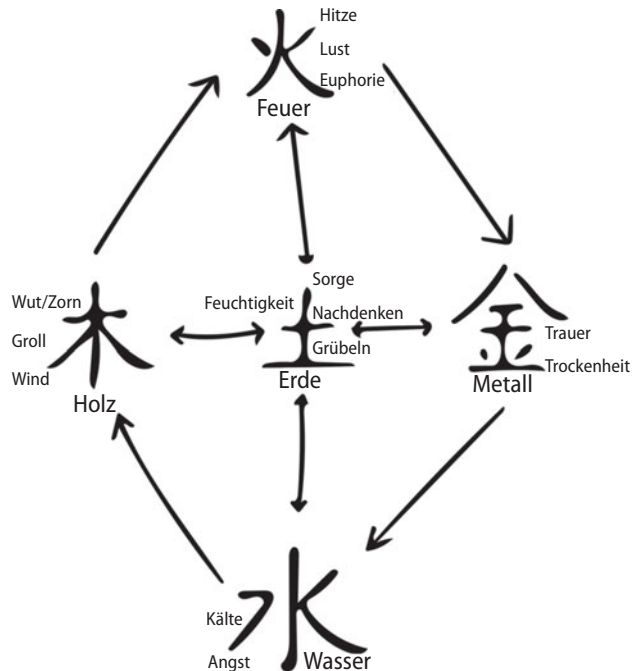 火
Hitze
Lust
Euphorie
Feuer
木
Wut/Zorn
Groll
Wind
Holz
土
Feuchtigkeit
Sorge
Nachdenken
Grübeln
Erde
金
Trauer
Trockenheit
Metall
水
Kälte
Angst
Wasser